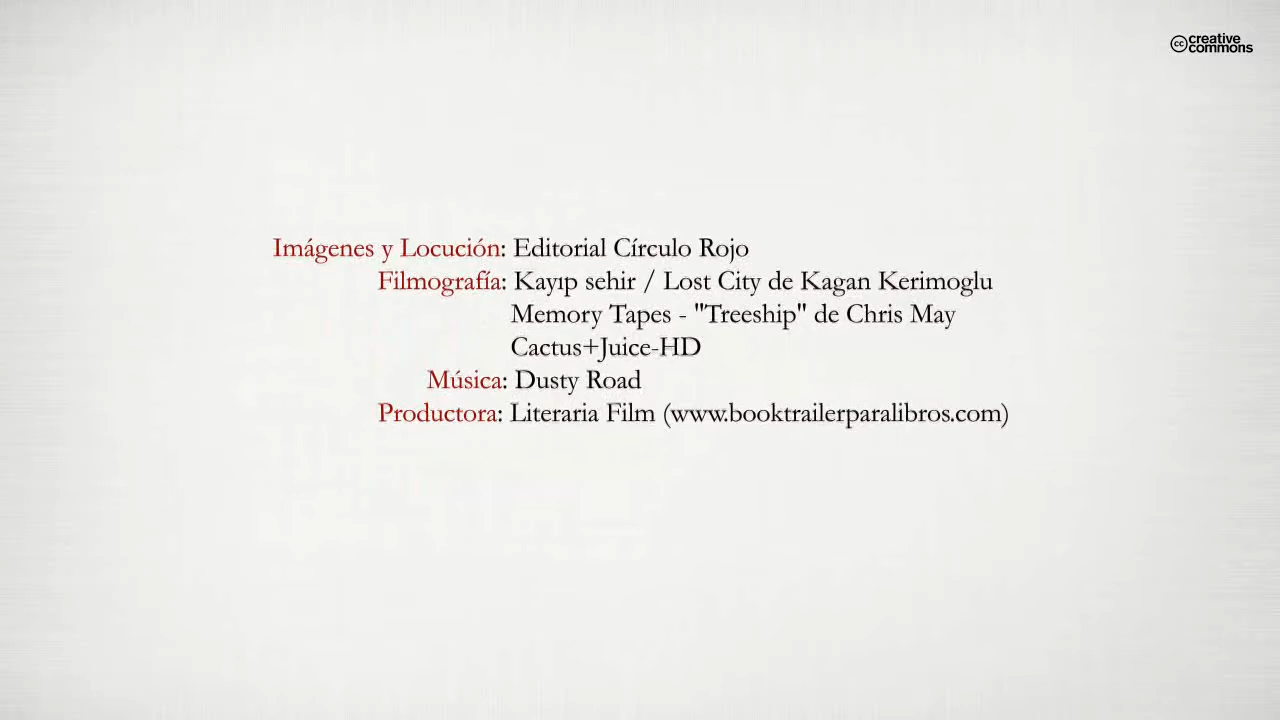 cc creative
commons
Imágenes y Locución: Editorial Círculo Rojo
Filmografía: Kayıp sehir / Lost City de Kagan Kerimoglu
Memory Tapes - "Treeship" de Chris May
Cactus+Juice-HD
Música: Dusty Road
Productora: Literaria Film (www.booktrailerparalibros.com)